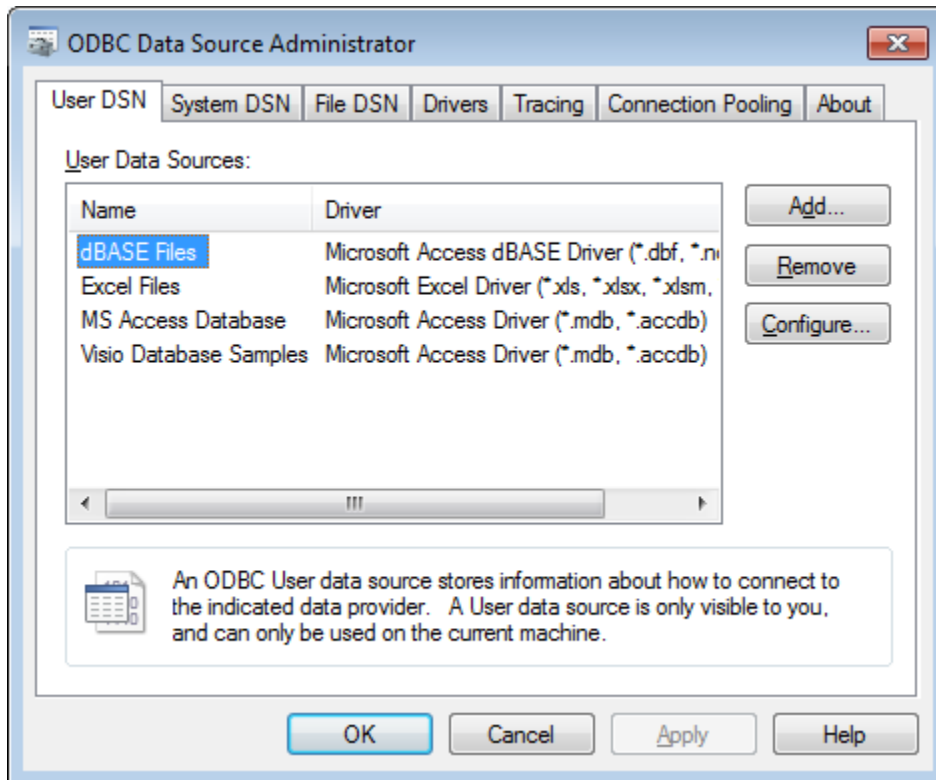 ODBC Data Source Administrator
User DSN System DSN File DSN Drivers Tracing Connection Pooling About
User Data Sources:
Name Driver
dBASE Files Microsoft Access dBASE Driver (*.dbf, *.n
Excel Files Microsoft Excel Driver (*.xls, *.xlsx, *.xlsm,
MS Access Database Microsoft Access Driver (*.mdb, *.accdb)
Visio Database Samples Microsoft Access Driver (*.mdb, *.accdb)
Add...
Remove
Configure...
An ODBC User data source stores information about how to connect to
the indicated data provider. A User data source is only visible to you,
and can only be used on the current machine.
OK Cancel Apply Help